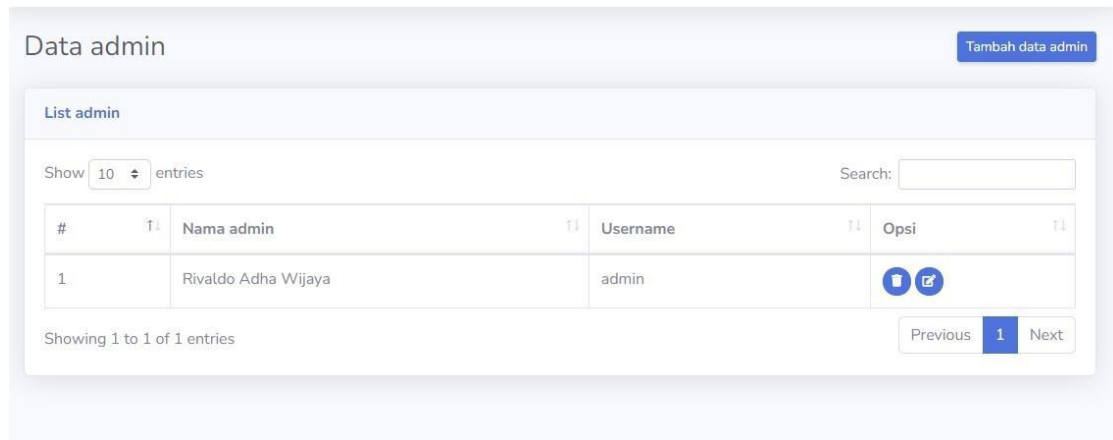 Data admin
Tambah data admin
List admin
Show 10 entries
Search:
# Nama admin Username Opsi
1 Rivaldo Adha Wijaya admin
Showing 1 to 1 of 1 entries
Previous 1 Next